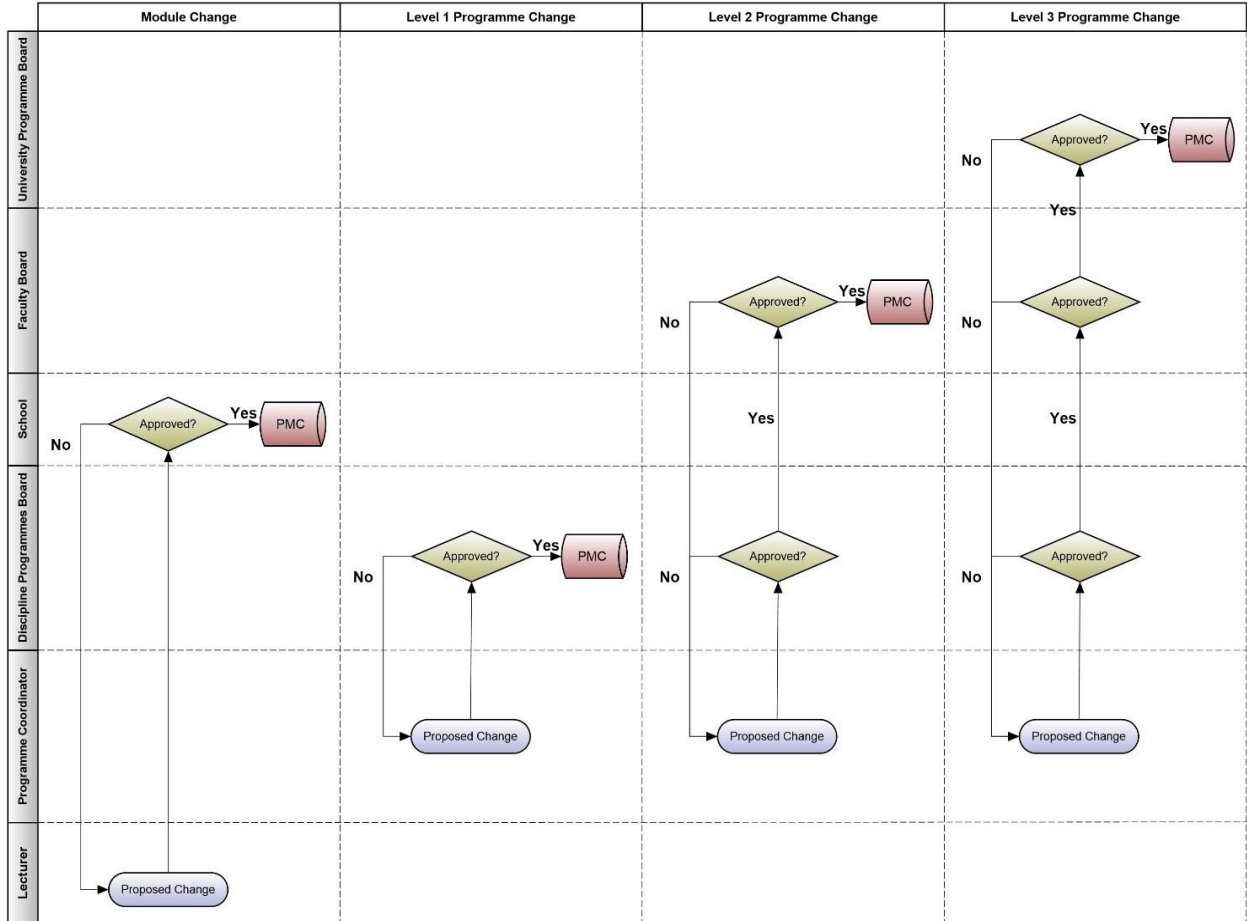 Module Change
Level 1 Programme Change
Level 2 Programme Change
Level 3 Programme Change
University Programme Board
Approved?
Yes
PMC
No
Yes
Faculty Board
Approved?
Yes
PMC
No
Approved?
No
School
Approved?
Yes
PMC
No
Yes
Yes
Discipline Programmes Board
Approved?
Yes
PMC
No
Approved?
No
Approved?
No
Programme Coordinator
Proposed Change
Proposed Change
Proposed Change
Lecturer
Proposed Change